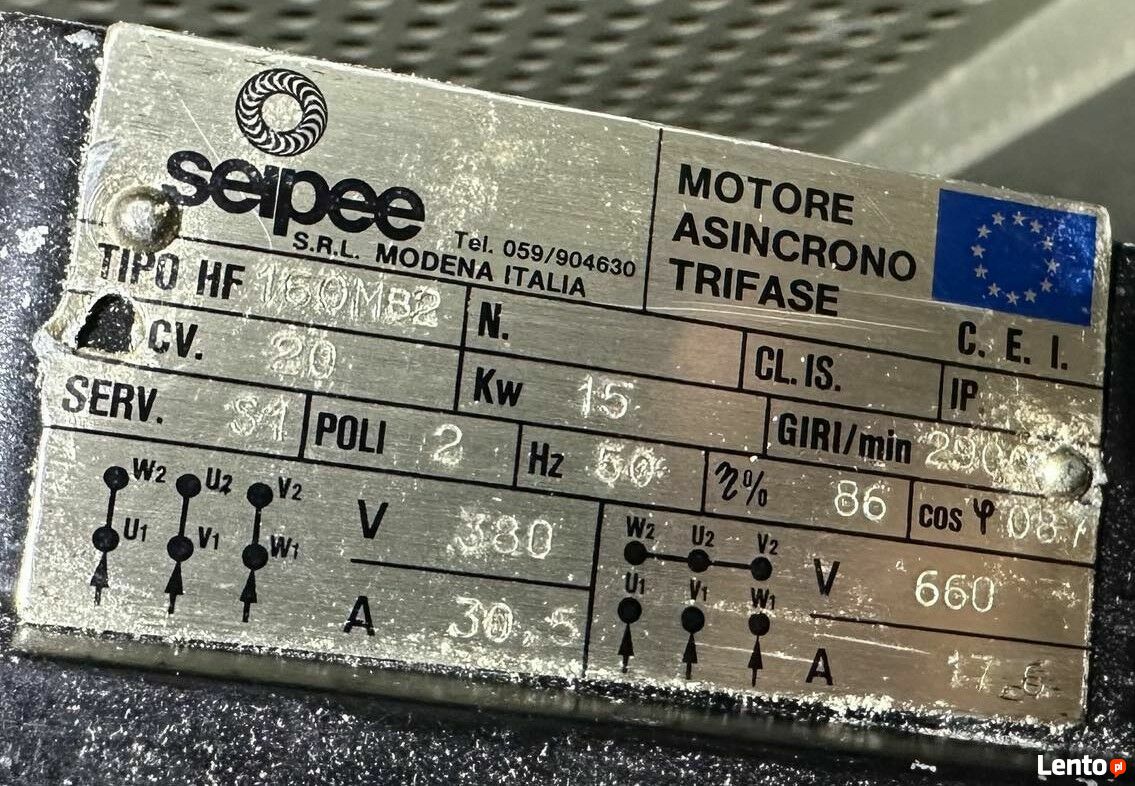 seipee
S.R.L. MODENA ITALIA
Tel. 059/904630
MOTORE
ASINCRONO
TRIFASE
C. E. I.
TIPO HF 160MB2
N.
CL. IS.
IP.
CV. 20
Kw 15
GIRI/min
SERV. S1
POLI 2
Hz 50
η% 86
cos φ
W2 U2 V2
U1 V1 W1
V 380
A 30,5
W2 U2 V2
U1 V1 W1
V 660
A 17,6
Lento pl